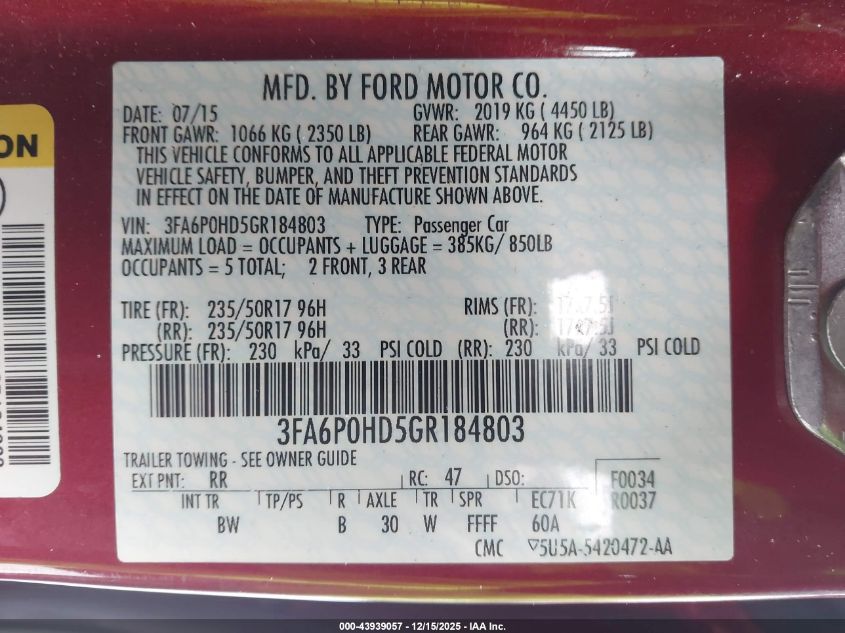 MFD. BY FORD MOTOR CO.
DATE: 07/15 GVWR: 2019 KG ( 4450 LB)
FRONT GAWR: 1066 KG ( 2350 LB) REAR GAWR: 964 KG ( 2125 LB)
THIS VEHICLE CONFORMS TO ALL APPLICABLE FEDERAL MOTOR
VEHICLE SAFETY, BUMPER, AND THEFT PREVENTION STANDARDS
IN EFFECT ON THE DATE OF MANUFACTURE SHOWN ABOVE.
VIN: 3FA6P0HD5GR184803 TYPE: Passenger Car
MAXIMUM LOAD = OCCUPANTS + LUGGAGE = 385KG/ 850LB
OCCUPANTS = 5 TOTAL; 2 FRONT, 3 REAR
TIRE (FR): 235/50R17 96H RIMS (FR):
(RR): 235/50R17 96H (RR):
PRESSURE (FR): 230 kPa/ 33 PSI COLD (RR): 230 kPa/ 33 PSI COLD
3FA6P0HD5GR184803
TRAILER TOWING - SEE OWNER GUIDE
EXT PNT: RR RC: 47 DSO: F0034
INT TR TP/PS R AXLE TR SPR EC71K R0037
BW B 30 W FFFF 60A
CMC 5U5A-5420472-AA
ON
000-43939057 - 12/15/2025 - IAA Inc.